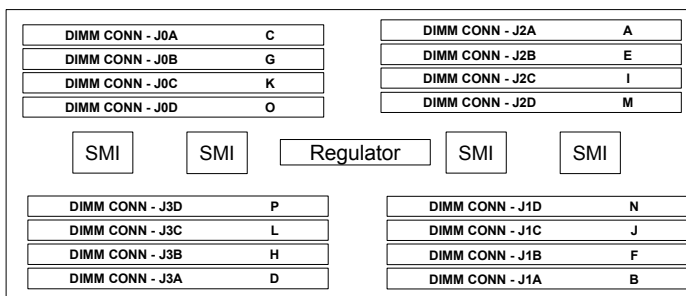 DIMM CONN - J0A C
DIMM CONN - J0B G
DIMM CONN - J0C K
DIMM CONN - J0D O
DIMM CONN - J2A A
DIMM CONN - J2B E
DIMM CONN - J2C I
DIMM CONN - J2D M
SMI SMI Regulator SMI SMI
DIMM CONN - J3D P
DIMM CONN - J3C L
DIMM CONN - J3B H
DIMM CONN - J3A D
DIMM CONN - J1D N
DIMM CONN - J1C J
DIMM CONN - J1B F
DIMM CONN - J1A B